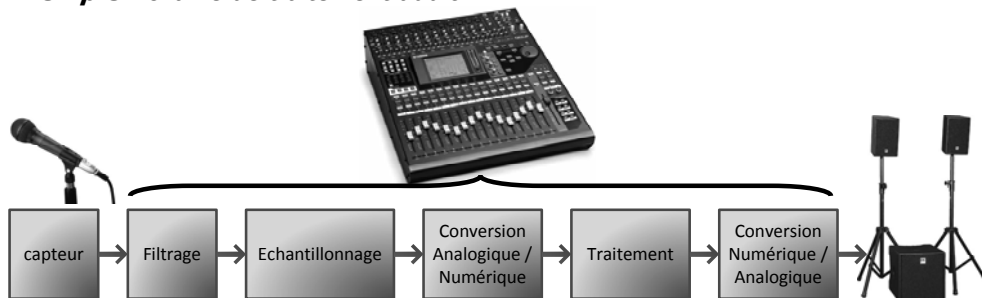 capteur
Filtrage
Echantillonnage
Conversion
Analogique /
Numérique
Traitement
Conversion
Numérique /
Analogique